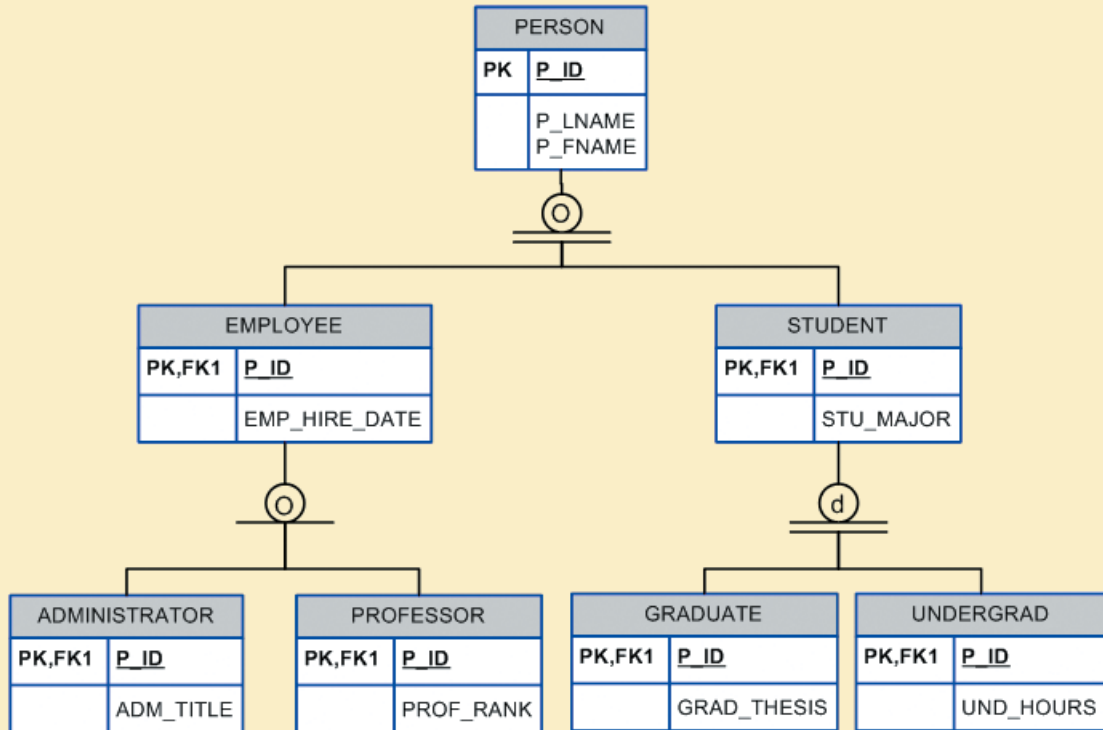 PERSON
PK P_ID
P_LNAME
P_FNAME
O
EMPLOYEE
PK,FK1 P_ID
EMP_HIRE_DATE
STUDENT
PK,FK1 P_ID
STU_MAJOR
O
d
ADMINISTRATOR
PK,FK1 P_ID
ADM_TITLE
PROFESSOR
PK,FK1 P_ID
PROF_RANK
GRADUATE
PK,FK1 P_ID
GRAD_THESIS
UNDERGRAD
PK,FK1 P_ID
UND_HOURS